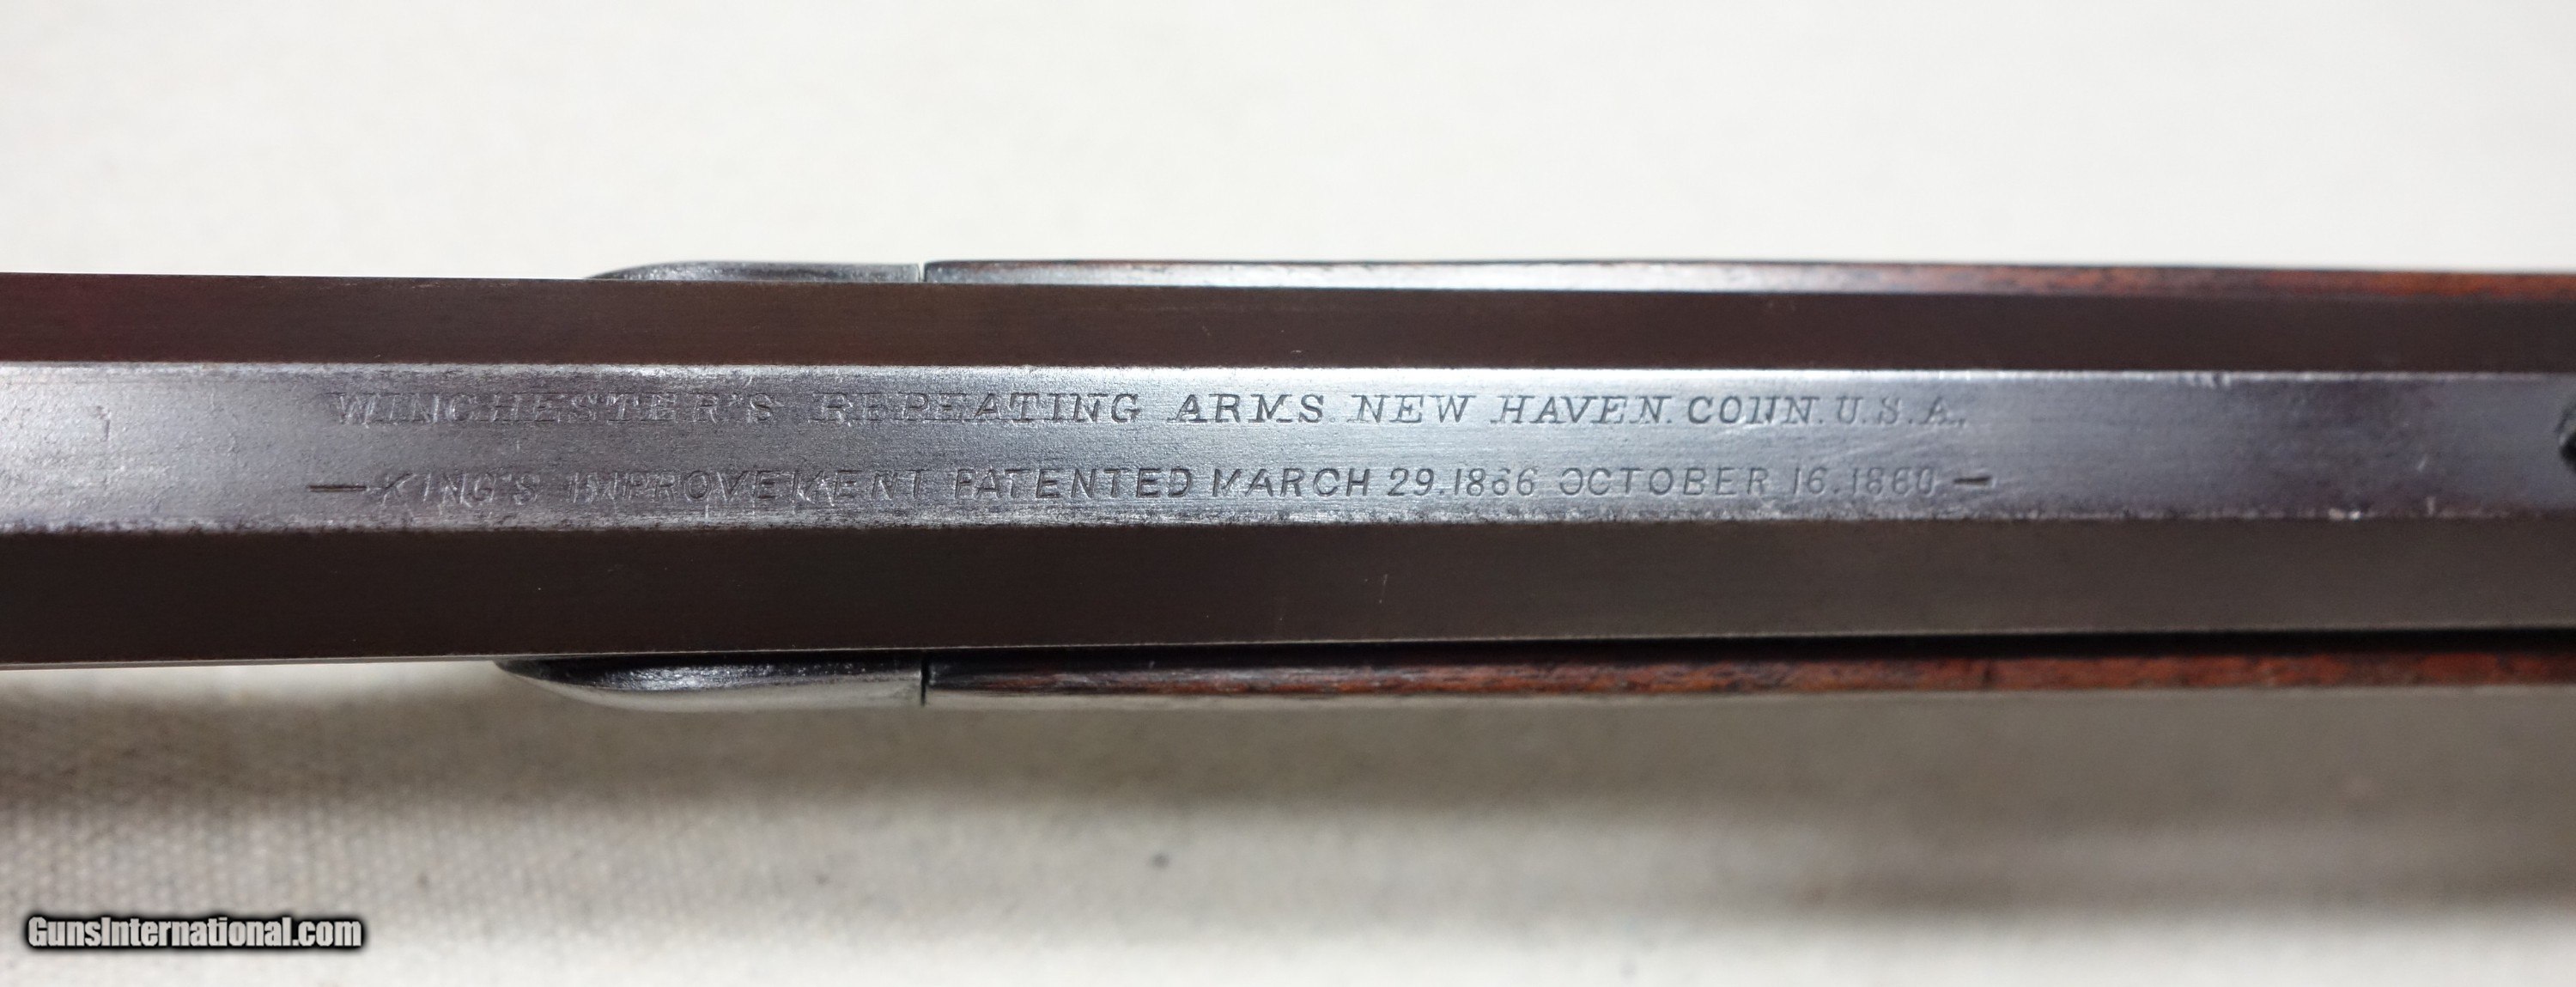 WINCHESTER'S REPEATING ARMS. NEW HAVEN. CONN. U.S.A.
— KING'S IMPROVEMENT PATENTED MARCH 29.1866 OCTOBER 16.1860 —
GunsInternational.com